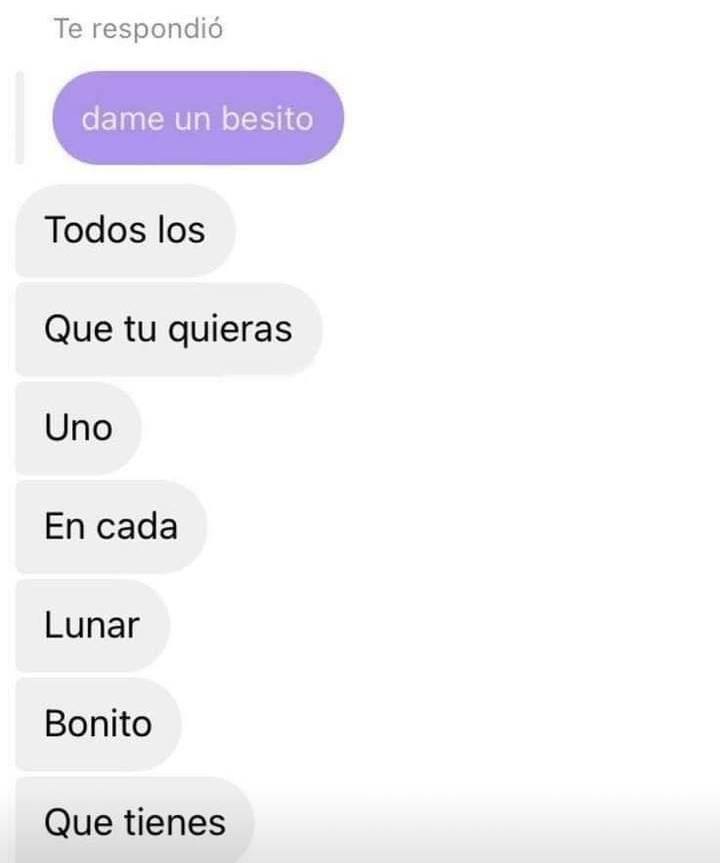 Te respondió
dame un besito
Todos los
Que tu quieras
Uno
En cada
Lunar
Bonito
Que tienes